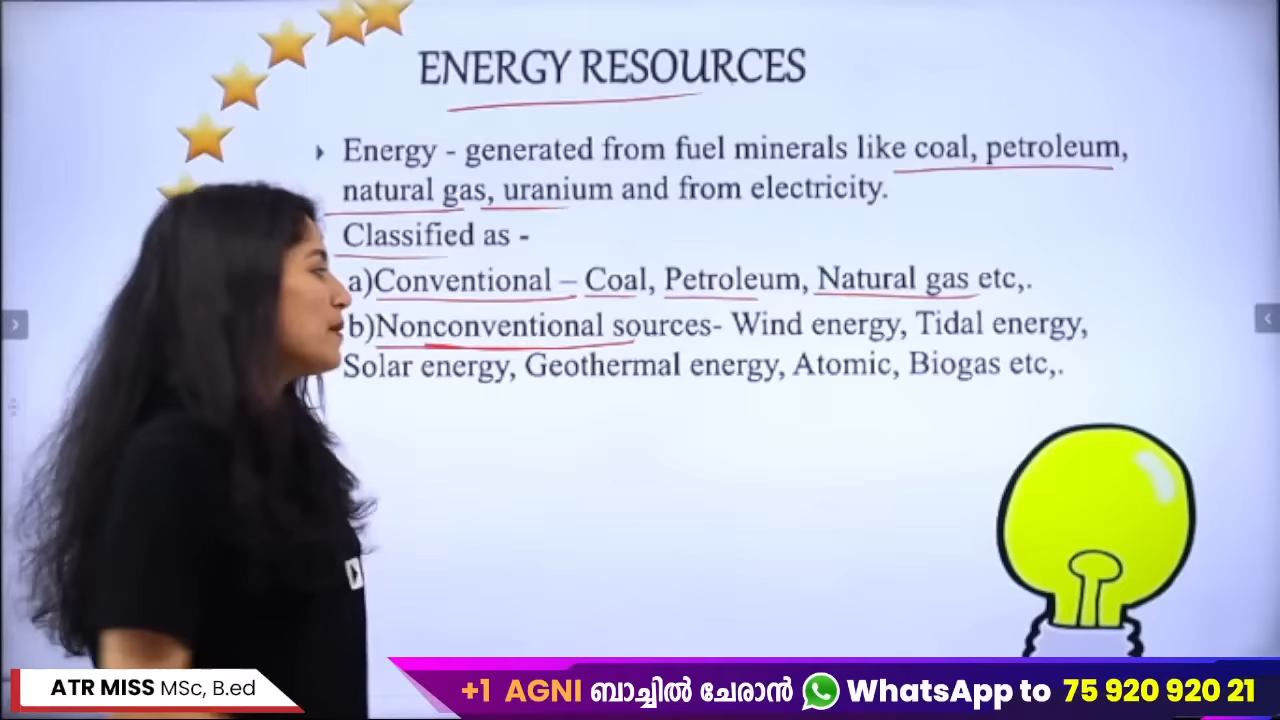 ENERGY RESOURCES
Energy - generated from fuel minerals like coal, petroleum,
natural gas, uranium and from electricity.
Classified as -
a)Conventional – Coal, Petroleum, Natural gas etc,.
b)Nonconventional sources- Wind energy, Tidal energy,
Solar energy, Geothermal energy, Atomic, Biogas etc,.
ATR MISS MSc, B.ed
+1 AGNI ബാച്ചിൽ ചേരാൻ WhatsApp to 75 920 920 21